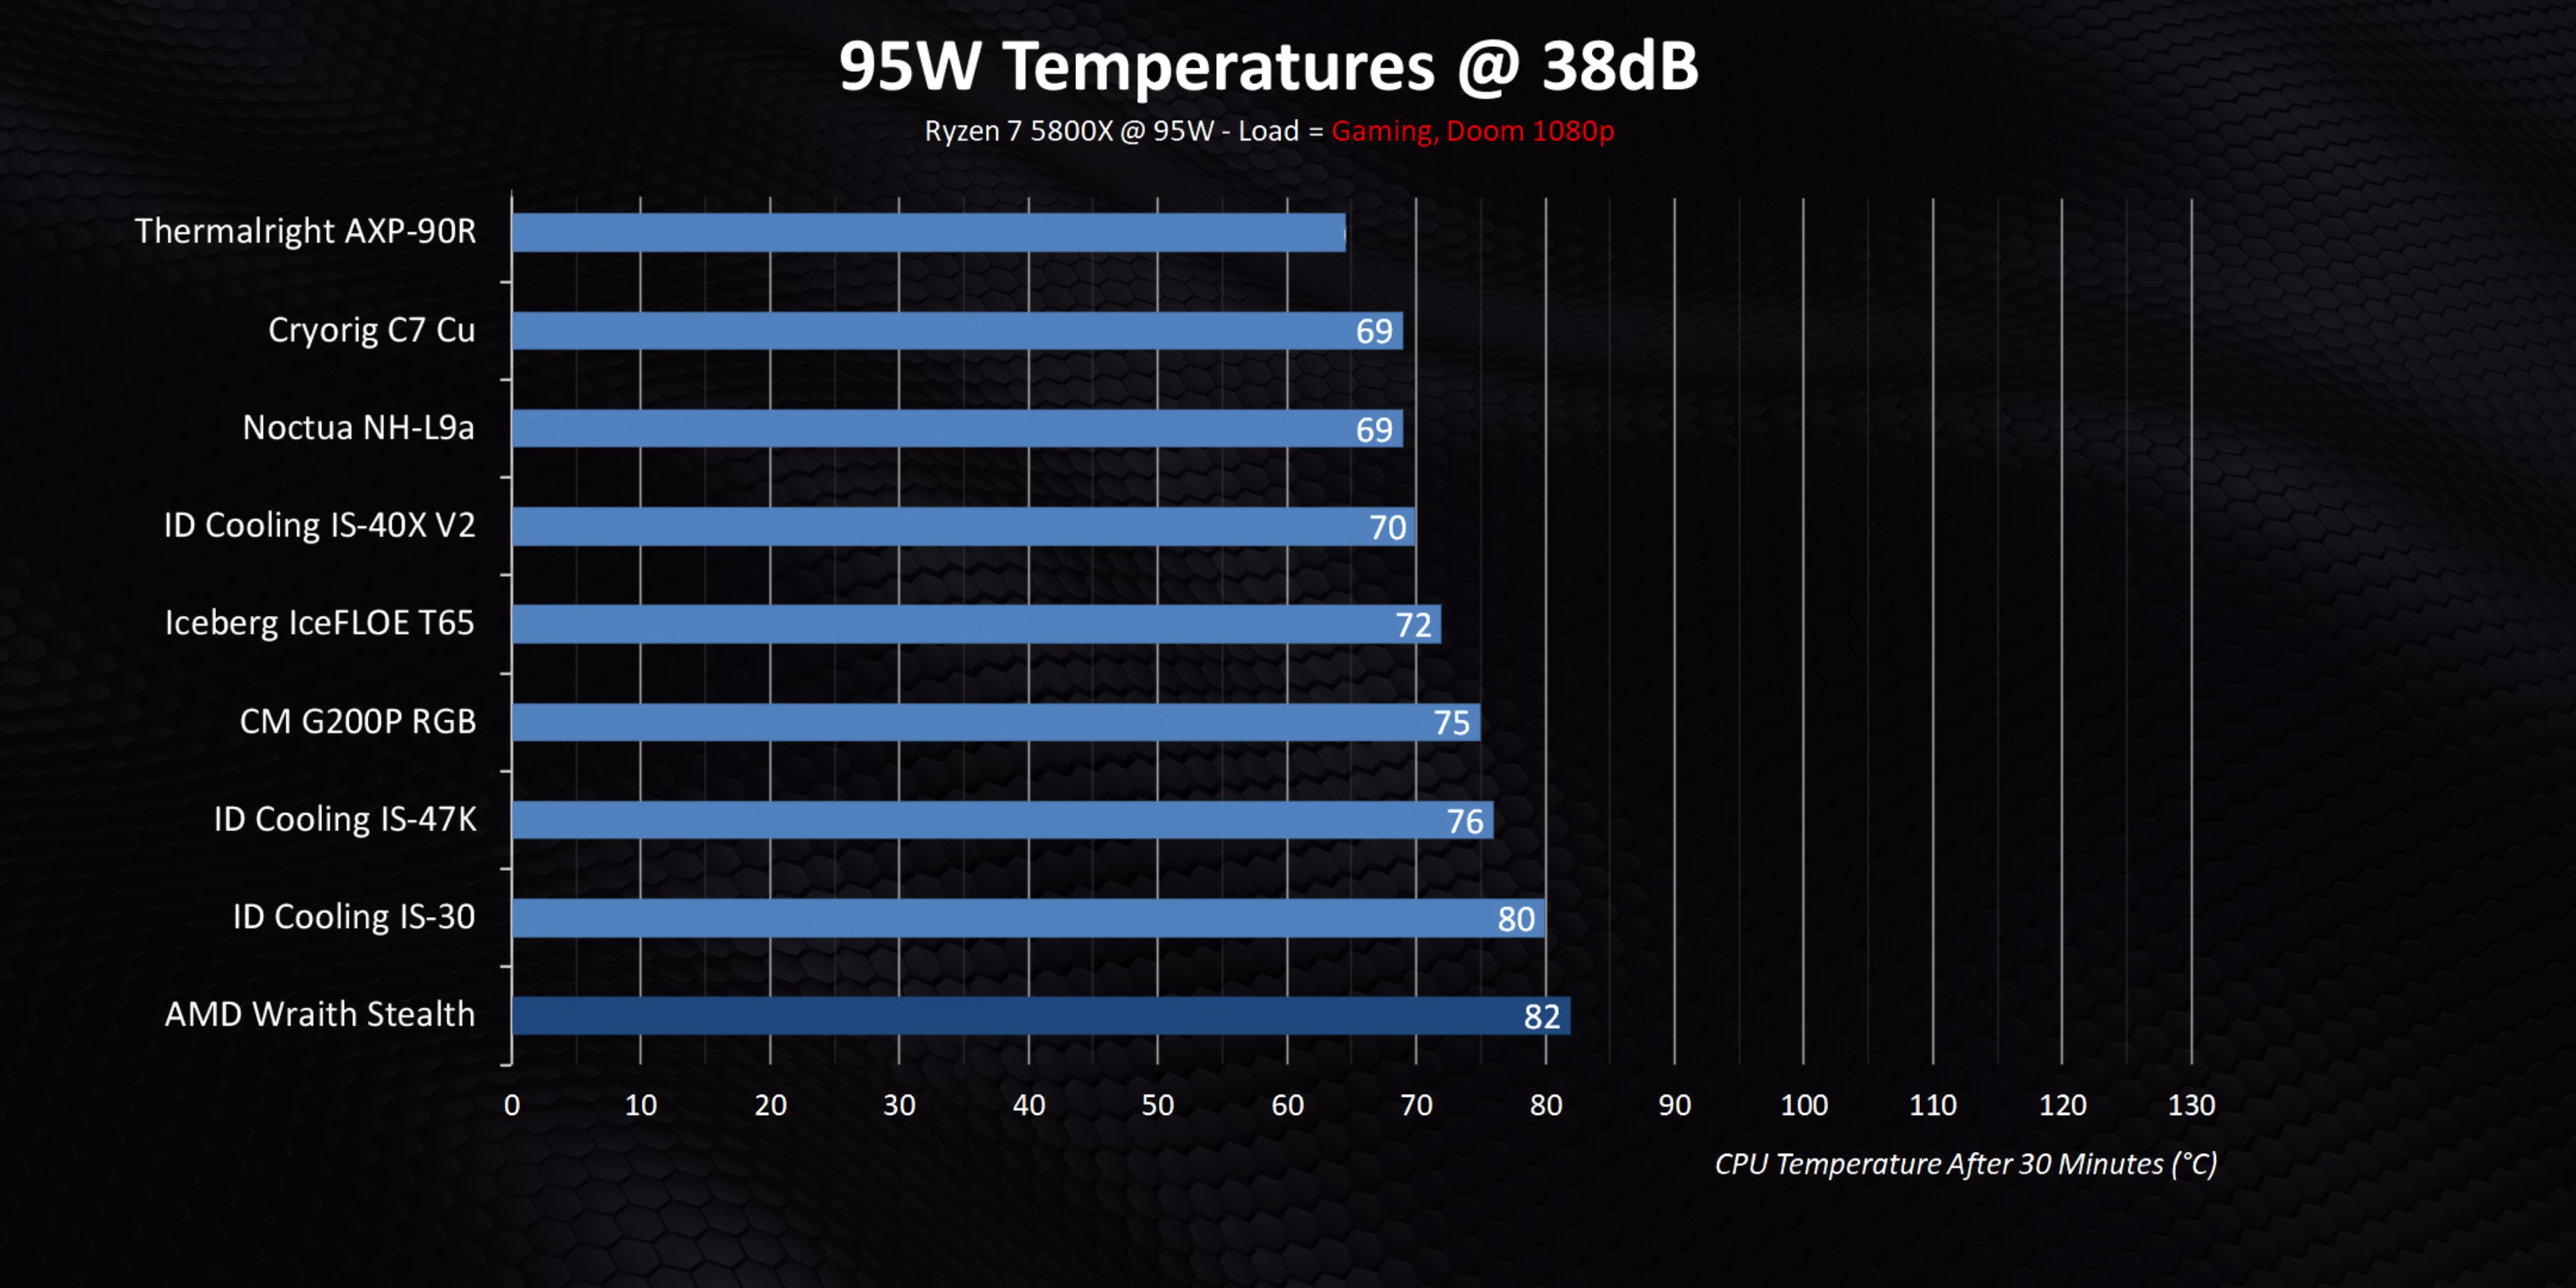 95W Temperatures @ 38dB
Ryzen 7 5800X @ 95W - Load = Gaming, Doom 1080p
Thermalright AXP-90R
Cryorig C7 Cu
69
Noctua NH-L9a
69
ID Cooling IS-40X V2
70
Iceberg IceFLOE T65
72
CM G200P RGB
75
ID Cooling IS-47K
76
ID Cooling IS-30
80
AMD Wraith Stealth
82
0 10 20 30 40 50 60 70 80 90 100 110 120 130
CPU Temperature After 30 Minutes (°C)